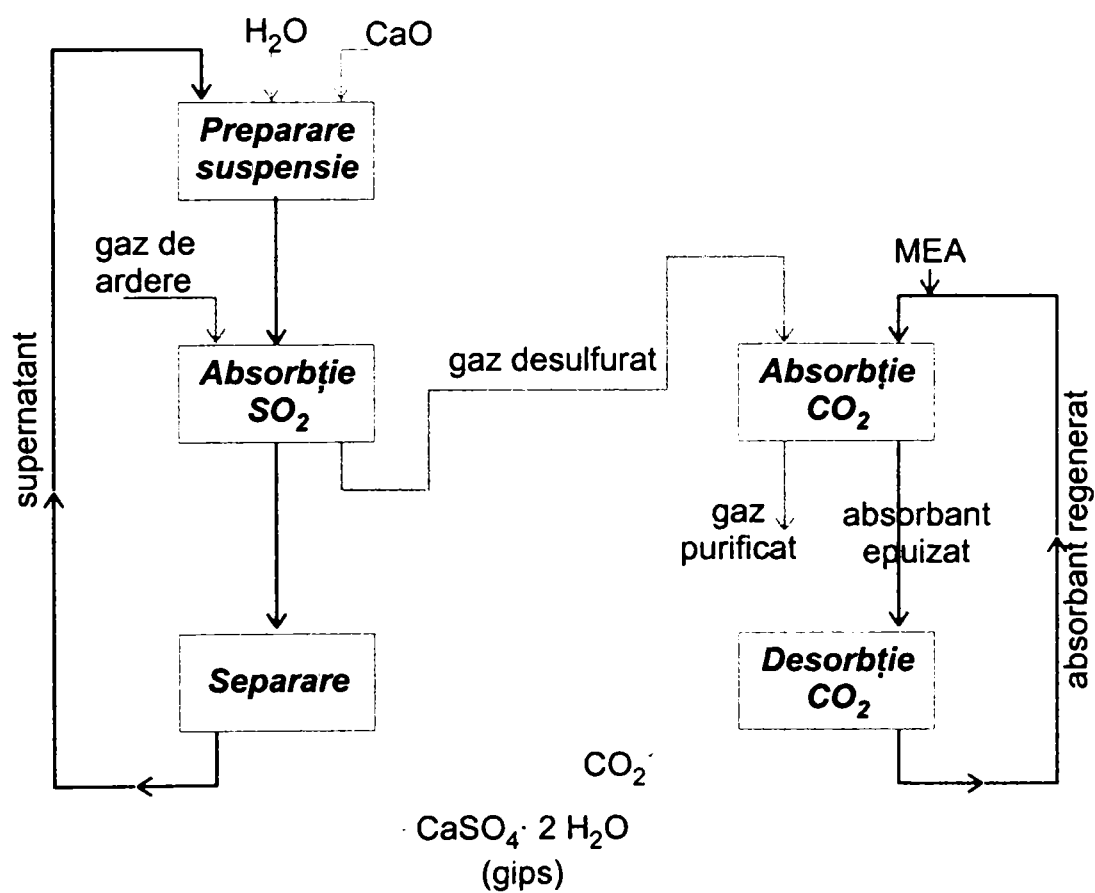 H₂O
CaO
Preparare
suspensie
gaz de
ardere
supernatant
Absorbție
SO₂
gaz desulfurat
MEA
Absorbție
CO₂
gaz
purificat
absorbant
epuizat
absorbant regenerat
Separare
Desorbție
CO₂
CO₂
CaSO₄· 2 H₂O
(gips)